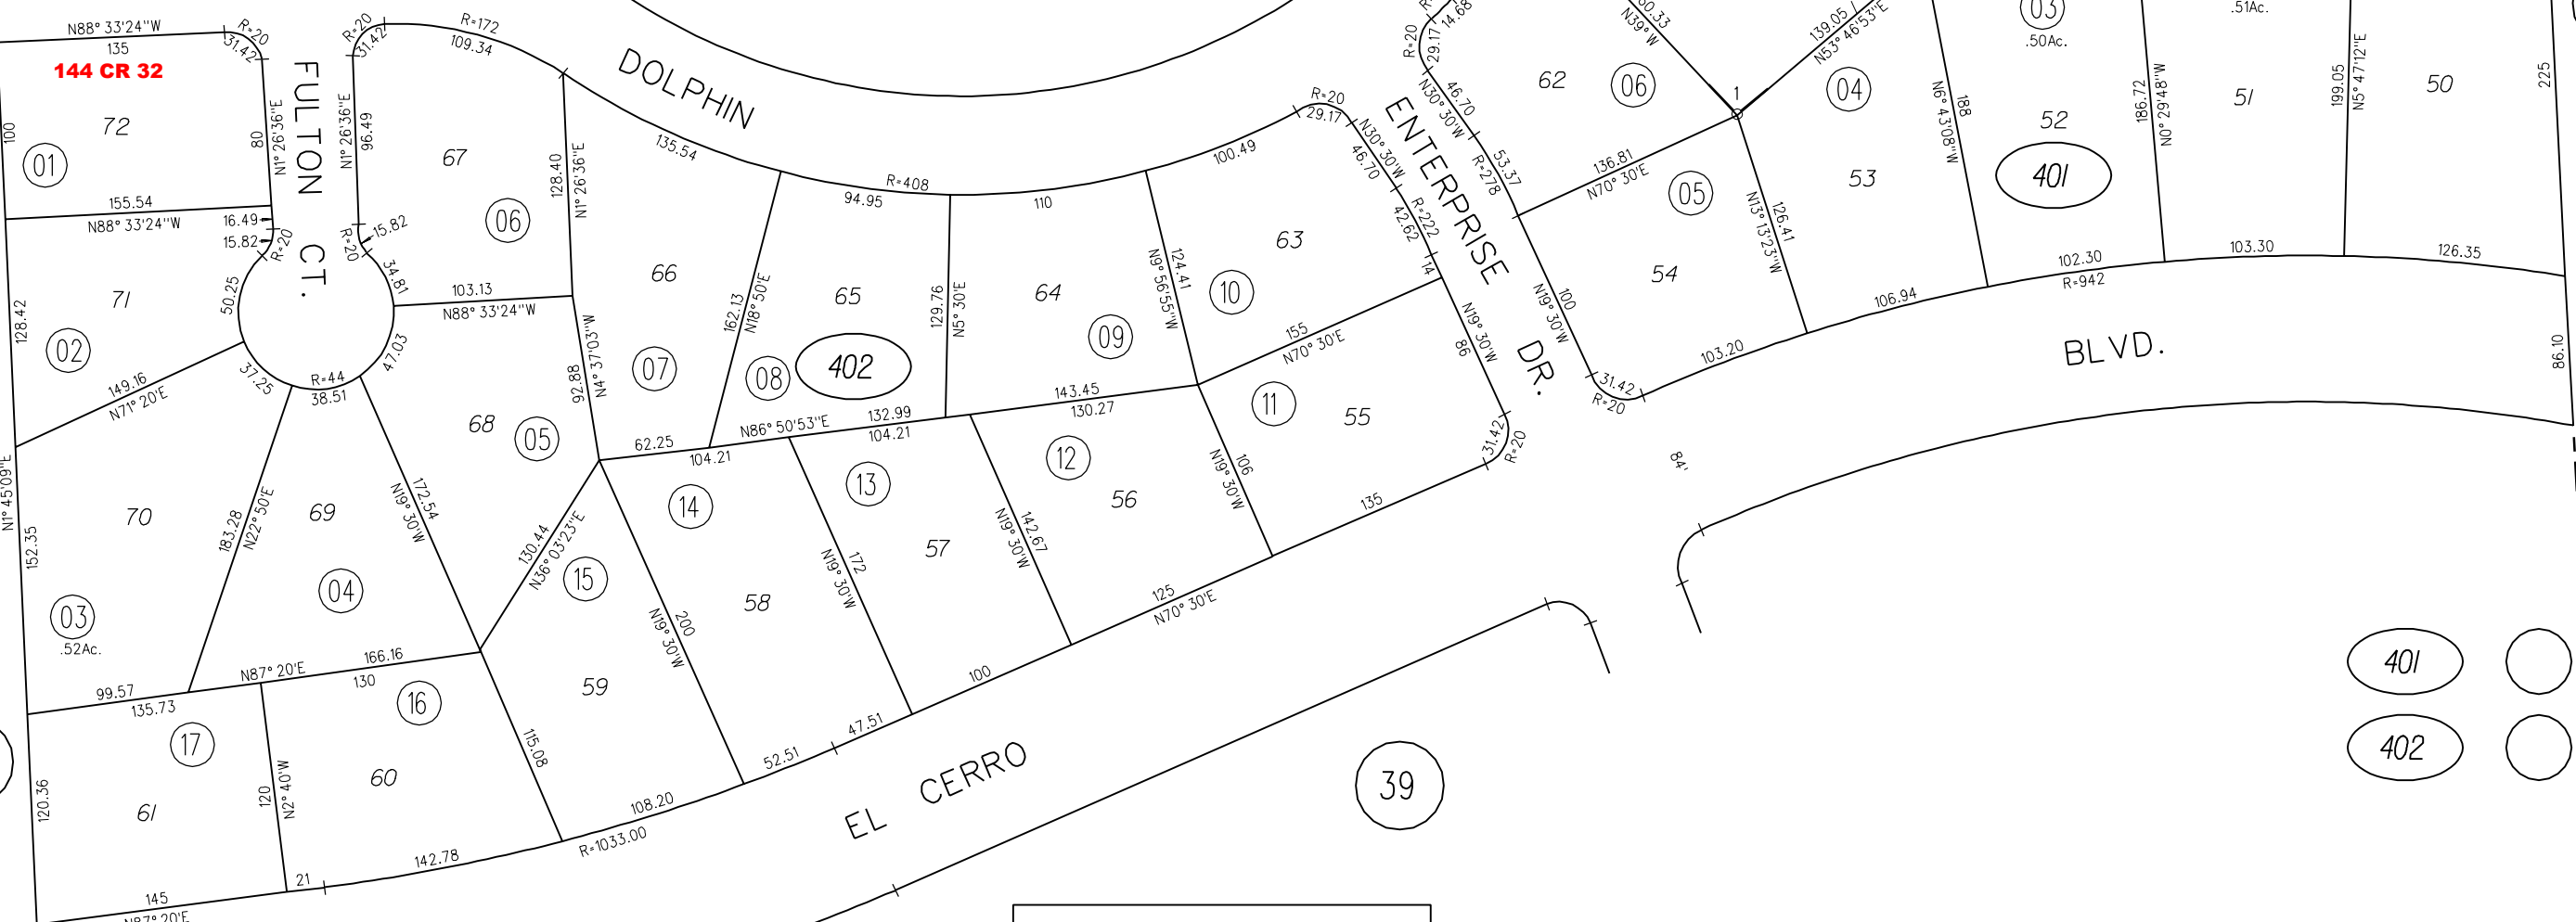 N88° 33'24"W
135
144 CR 32
R=20
31.42
72
100
01
80
N1° 26'36"E
155.54
N88° 33'24"W
16.49
15.82
R=20
FULTON CT.
R=20
31.42
N1° 26'36"E
96.49
R=20
15.82
34.81
R=172
109.34
67
06
128.40
N1° 26'36"E
103.13
N88° 33'24"W
71
02
128.42
50.25
149.16
N71° 20'E
37.25
R=44
38.51
47.03
N1° 45'09"E
152.35
70
03
.52Ac.
183.28
N22° 50'E
69
04
172.54
N19° 30'W
68
05
92.88
N4° 37'03"W
99.57
135.73
N87° 20'E
166.16
130
17
61
120.36
120
N2° 40'W
16
60
115.08
145
N87° 20'E
21
142.78
DOLPHIN
135.54
R=408
94.95
110
100.49
R=20
29.17
66
07
162.13
N18° 50'E
65
08
402
129.76
N5° 30'E
64
09
124.41
N9° 56'55"W
63
10
N30° 30'W
46.70
R=222
42.62
14
155
N70° 30'E
62.25
104.21
N86° 50'53"E
132.99
104.21
143.45
130.27
130.44
N36° 03'23"E
15
59
14
58
200
N19° 30'W
13
57
172
N19° 30'W
12
56
142.67
N19° 30'W
11
55
106
N19° 30'W
86
N19° 30'W
31.42
R=20
135
125
N70° 30'E
100
47.51
52.51
108.20
R=1033.00
EL CERRO
39
ENTERPRISE DR.
R=20
29.17
14.68
46.70
N30° 30'W
53.37
R=278
62
06
60.33
N39° W
1
139.05
N53° 46'53"E
136.81
N70° 30'E
04
05
53
54
126.41
N13° 13'23"W
100
N19° 30'W
31.42
R=20
103.20
106.94
188
N6° 43'08"W
03
.50Ac.
52
401
186.72
N0° 29'48"W
102.30
R=942
.51Ac.
51
103.30
199.05
N5° 47'12"E
50
225
126.35
86.10
BLVD.
84'
401
402